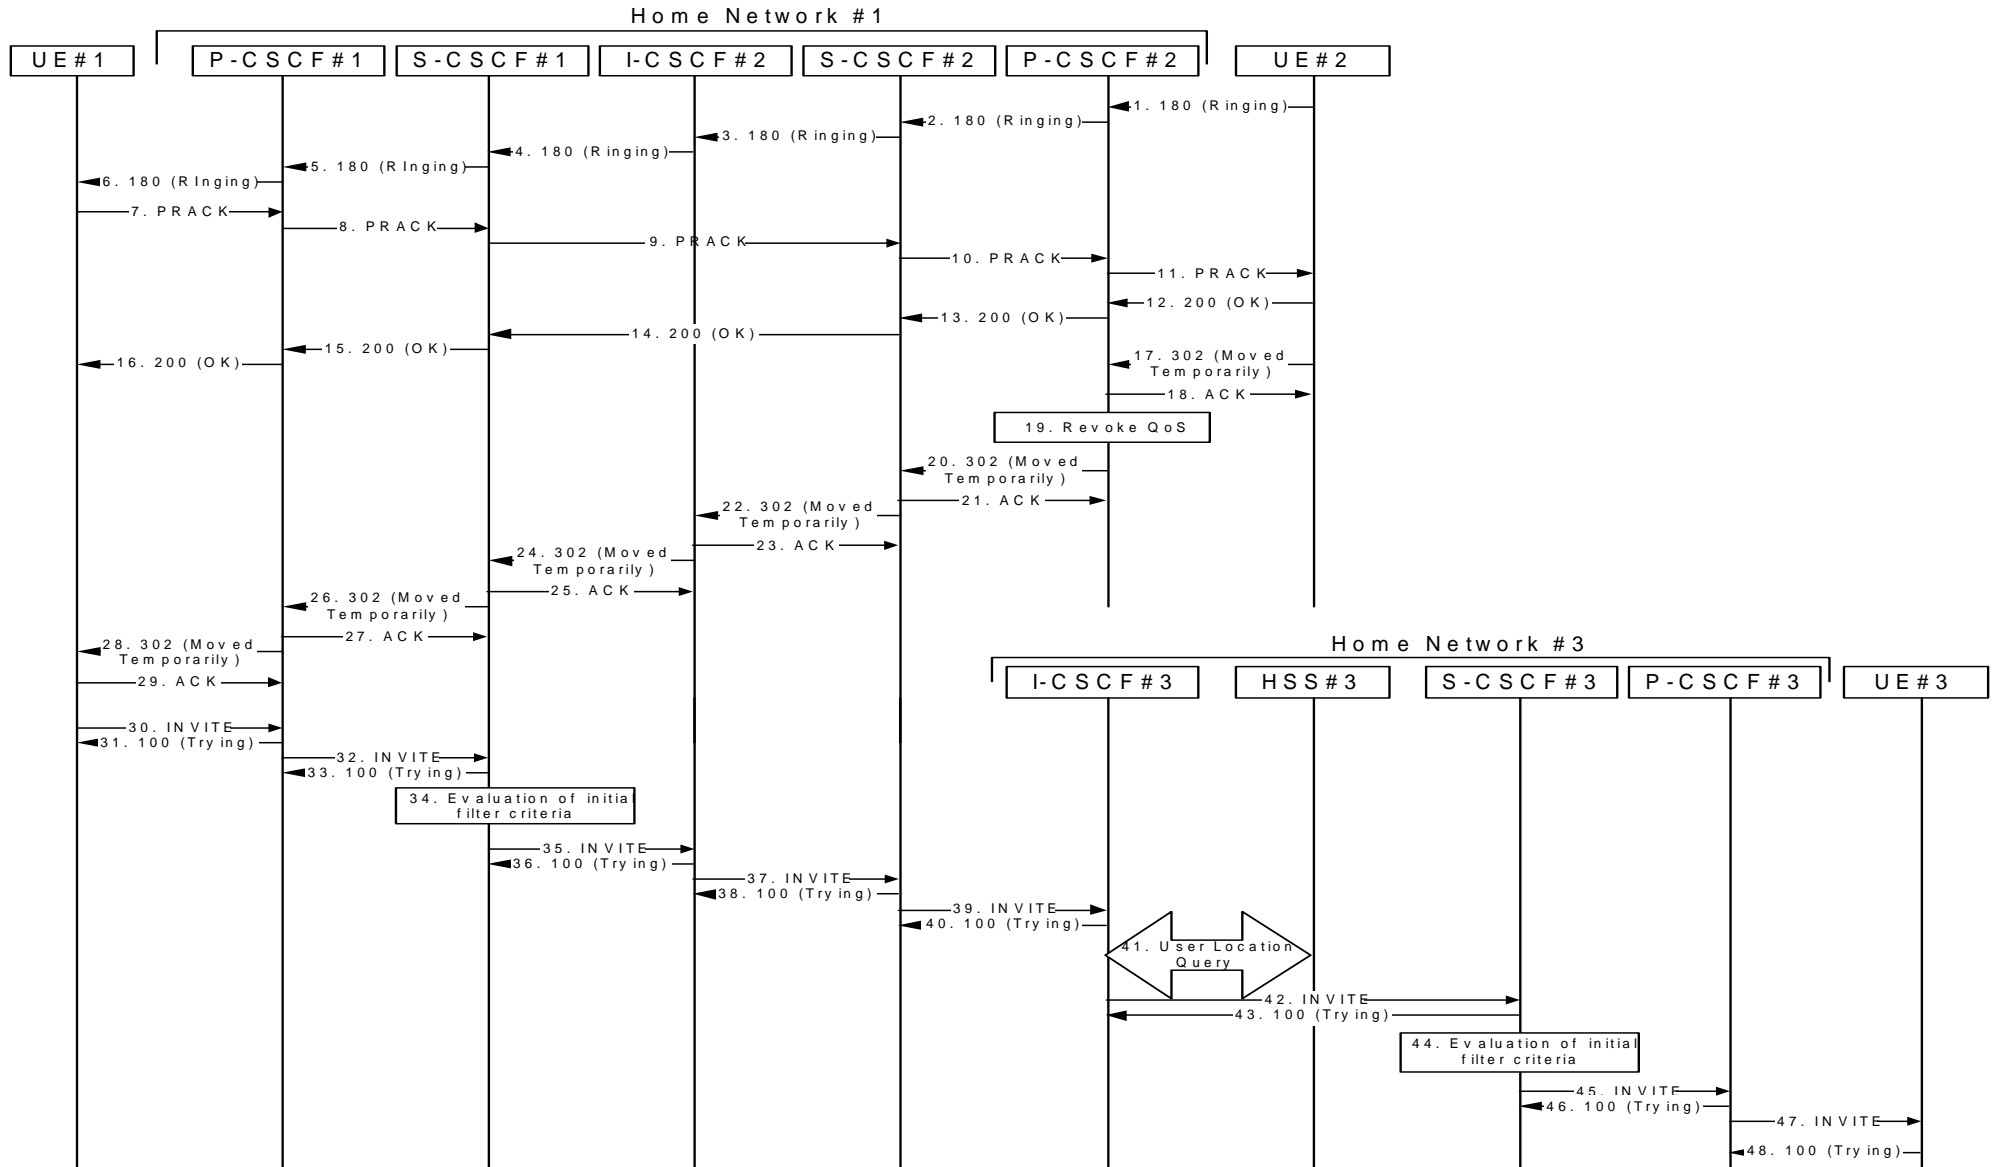 Home Network #1
UE#1
P-CSCF#1
S-CSCF#1
I-CSCF#2
S-CSCF#2
P-CSCF#2
UE#2
1. 180 (Ringing)
2. 180 (Ringing)
3. 180 (Ringing)
4. 180 (Ringing)
5. 180 (RInging)
6. 180 (RInging)
7. PRACK
8. PRACK
9. PRACK
10. PRACK
11. PRACK
12. 200 (OK)
13. 200 (OK)
14. 200 (OK)
15. 200 (OK)
16. 200 (OK)
17. 302 (Moved
Temporarily)
18. ACK
19. Revoke QoS
20. 302 (Moved
Temporarily)
21. ACK
22. 302 (Moved
Temporarily)
23. ACK
24. 302 (Moved
Temporarily)
25. ACK
26. 302 (Moved
Temporarily)
27. ACK
28. 302 (Moved
Temporarily)
29. ACK
Home Network #3
I-CSCF#3
HSS#3
S-CSCF#3
P-CSCF#3
UE#3
30. INVITE
31. 100 (Trying)
32. INVITE
33. 100 (Trying)
34. Evaluation of initial
filter criteria
35. INVITE
36. 100 (Trying)
37. INVITE
38. 100 (Trying)
39. INVITE
40. 100 (Trying)
41. User Location
Query
42. INVITE
43. 100 (Trying)
44. Evaluation of initial
filter criteria
45. INVITE
46. 100 (Trying)
47. INVITE
48. 100 (Trying)